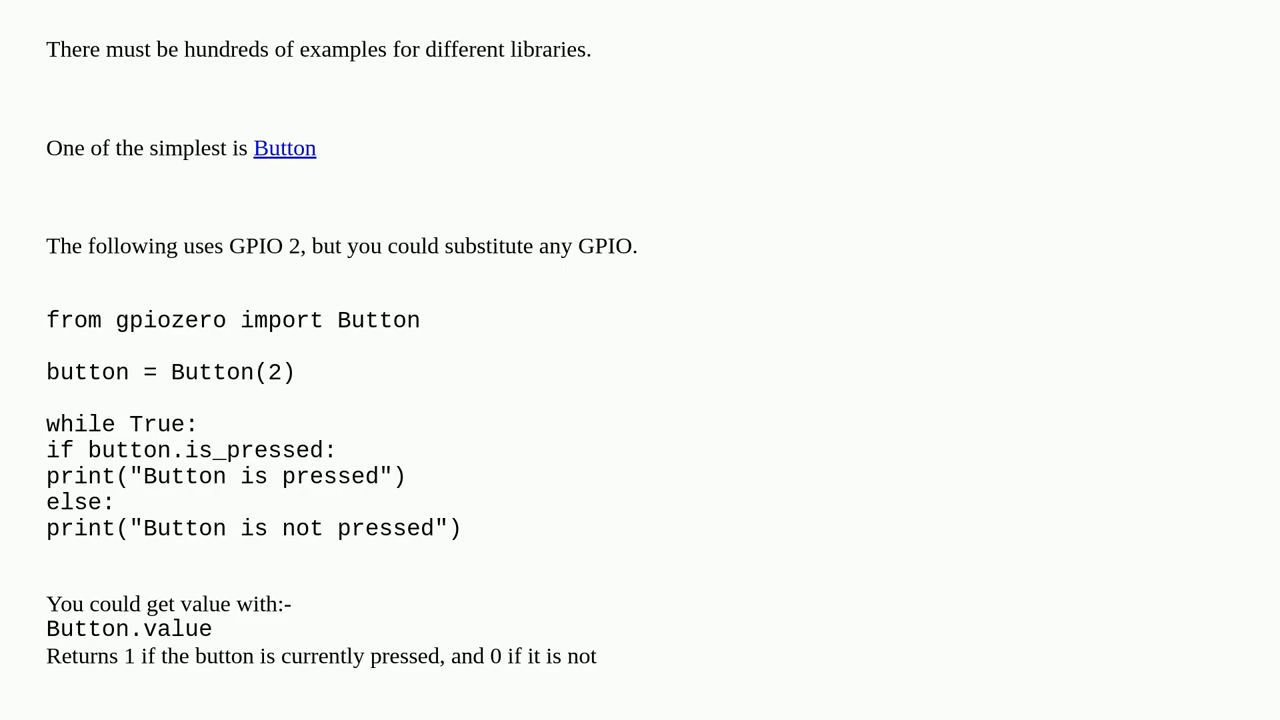 There must be hundreds of examples for different libraries.
One of the simplest is Button
The following uses GPIO 2, but you could substitute any GPIO.
from gpiozero import Button
button = Button(2)
while True:
if button.is_pressed:
print("Button is pressed")
else:
print("Button is not pressed")
You could get value with:-
Button.value
Returns 1 if the button is currently pressed, and 0 if it is not